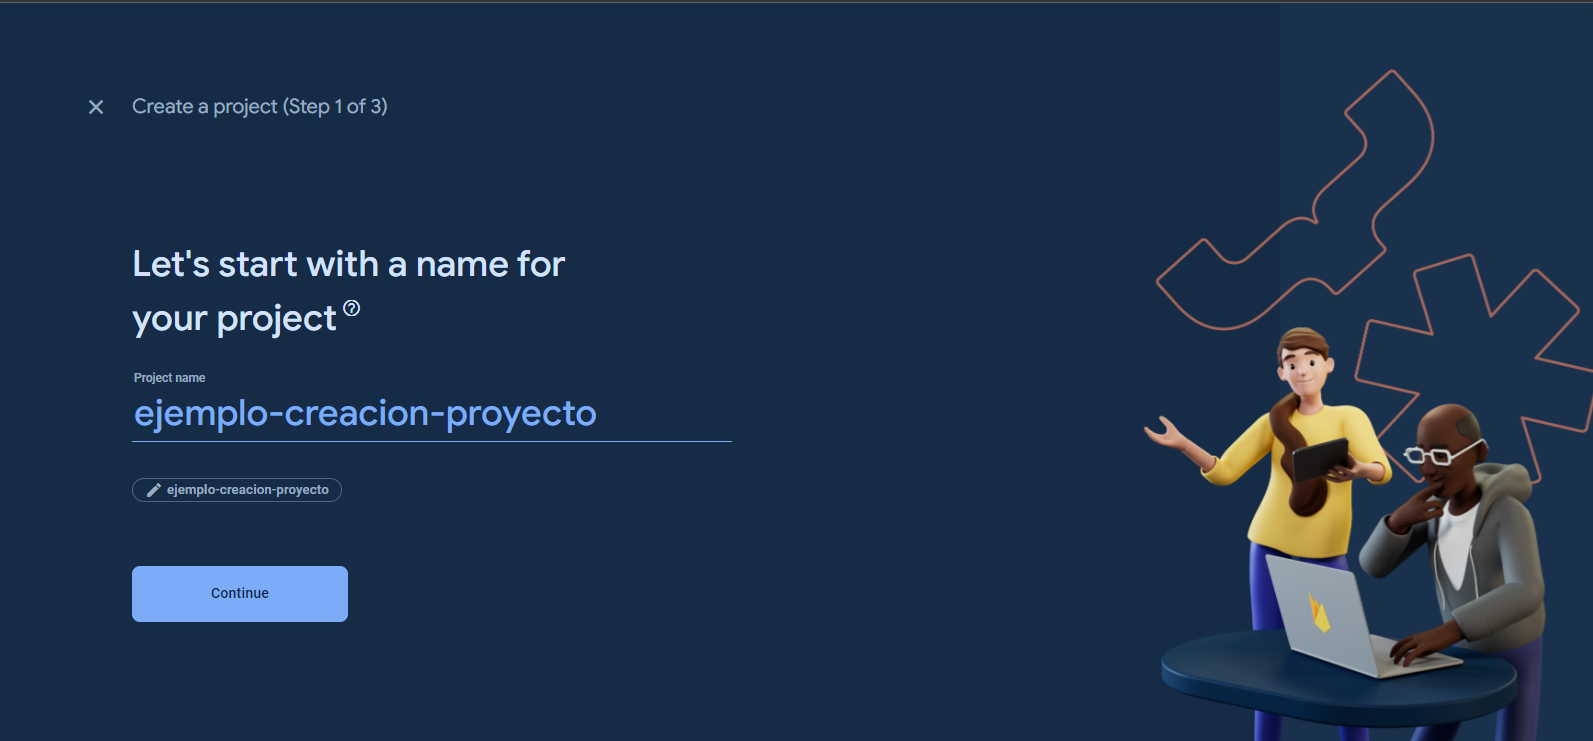 Create a project (Step 1 of 3)
Let's start with a name for
your project
Project name
ejemplo-creacion-proyecto
ejemplo-creacion-proyecto
Continue